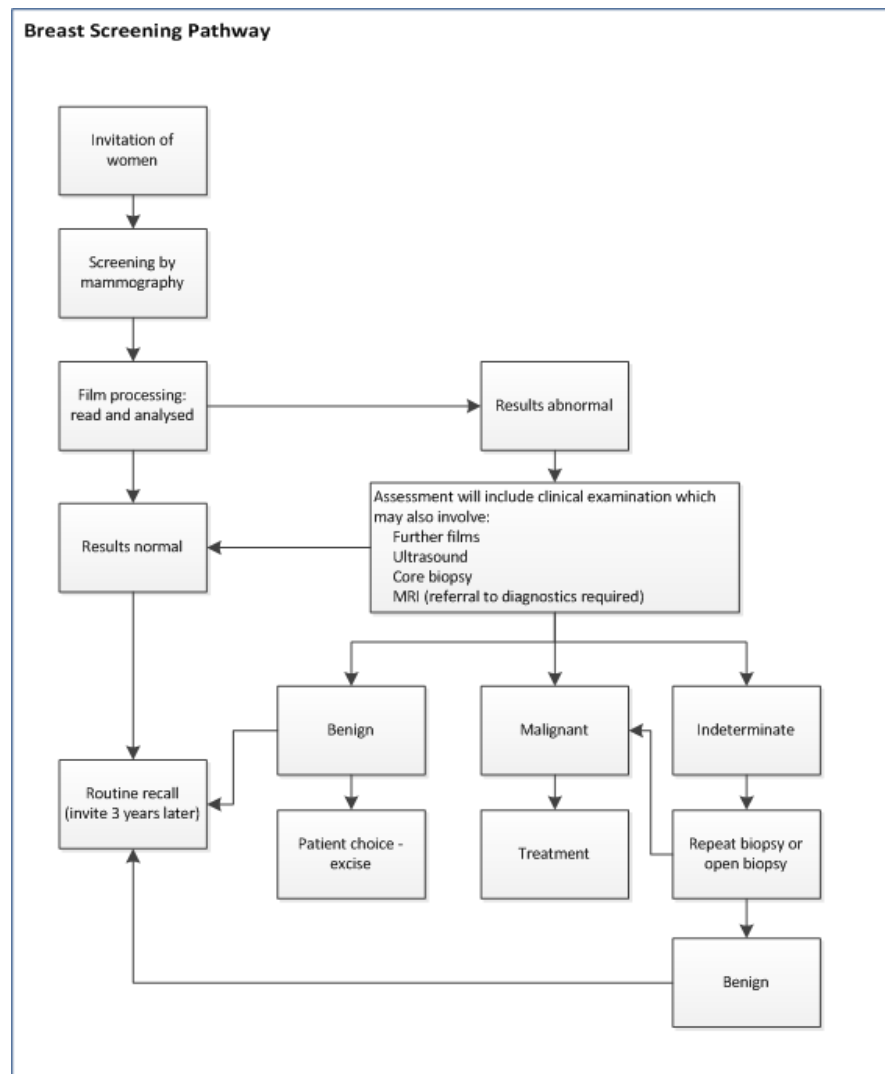 Breast Screening Pathway
Invitation of
women
Screening by
mammography
Film processing:
read and analysed
Results abnormal
Assessment will include clinical examination which
may also involve:
Further films
Ultrasound
Core biopsy
MRI (referral to diagnostics required)
Results normal
Benign
Malignant
Indeterminate
Routine recall
(invite 3 years later)
Patient choice -
excise
Treatment
Repeat biopsy or
open biopsy
Benign